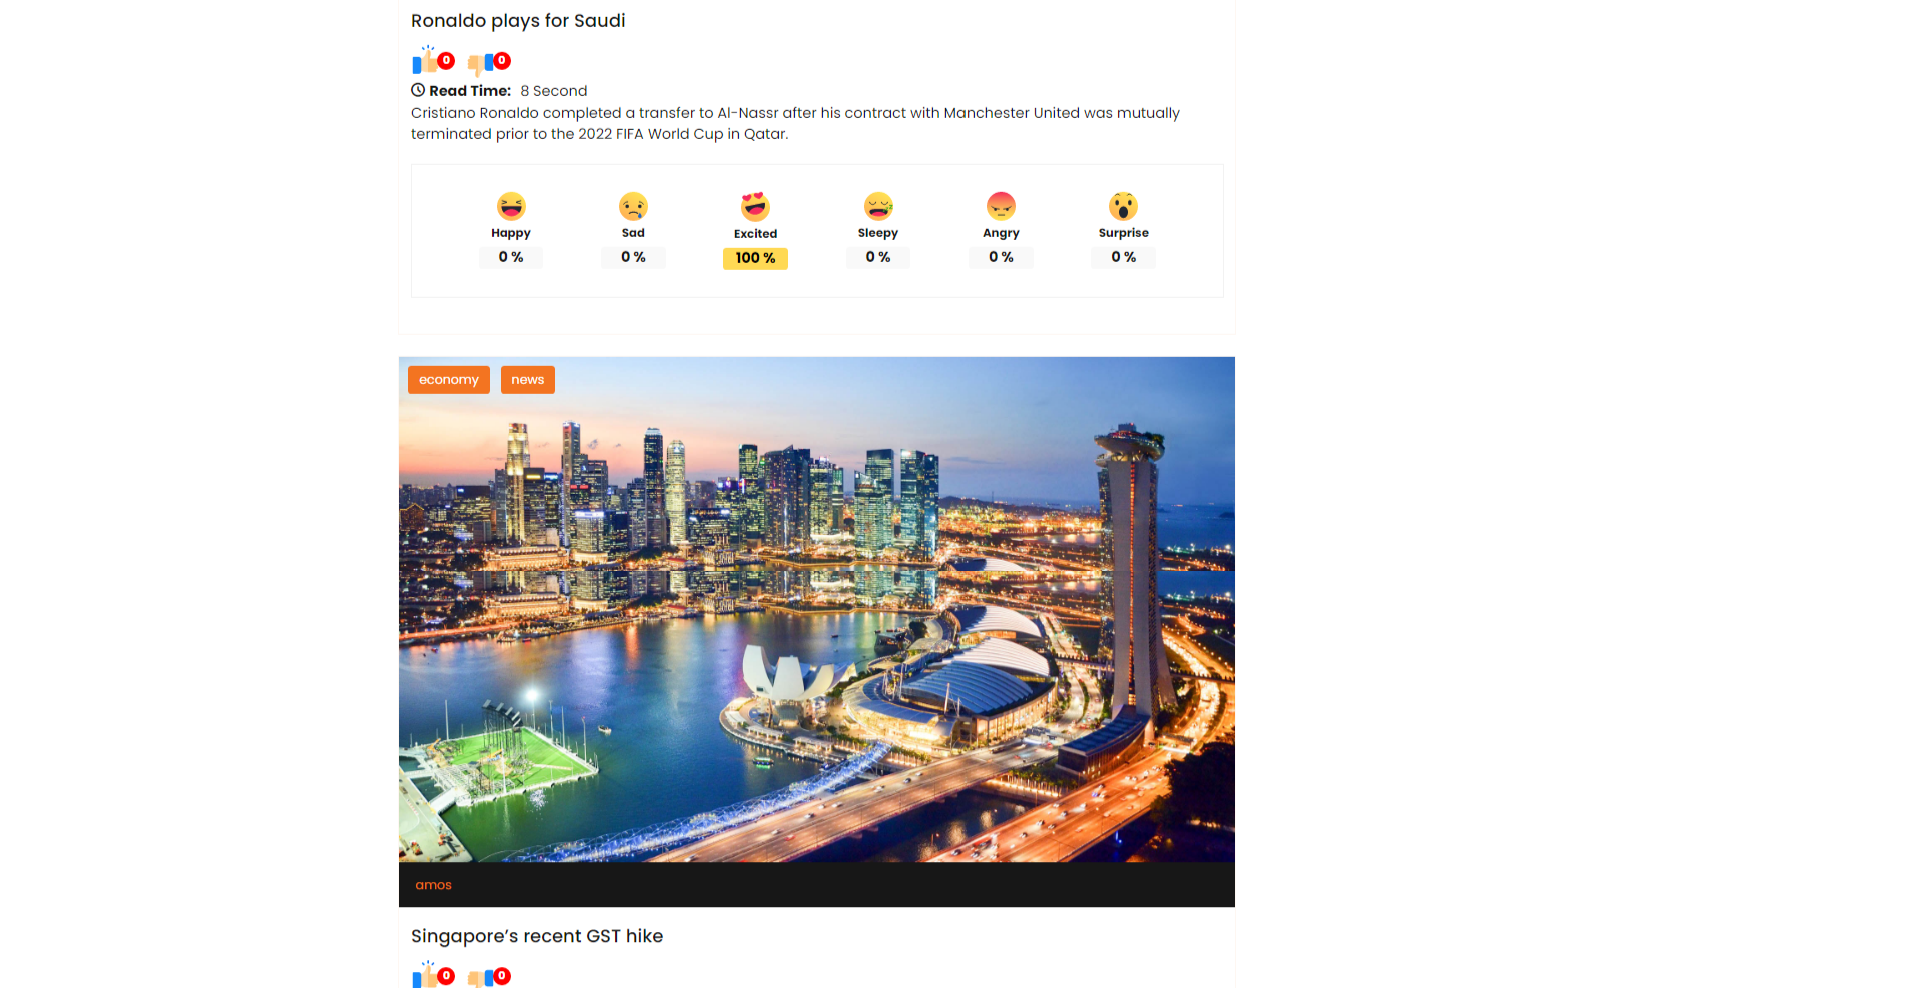 Ronaldo plays for Saudi
0 0
Read Time: 8 Second
Cristiano Ronaldo completed a transfer to Al-Nassr after his contract with Manchester United was mutually
terminated prior to the 2022 FIFA World Cup in Qatar.
Happy Sad Excited Sleepy Angry Surprise
0 % 0 % 100 % 0 % 0 % 0 %
economy news
amos
Singapore’s recent GST hike
0 0